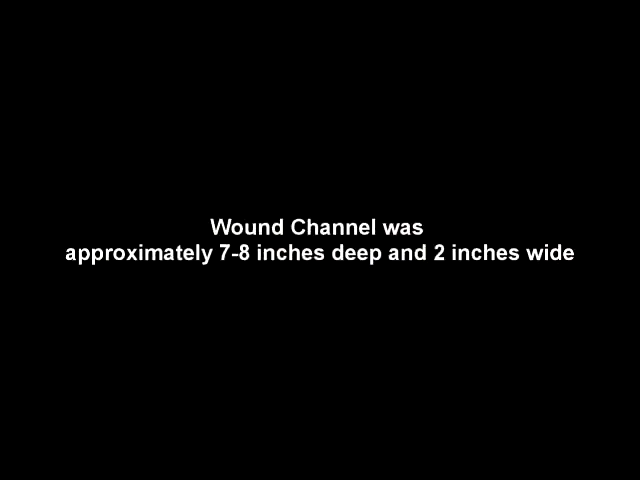 Wound Channel was
approximately 7-8 inches deep and 2 inches wide